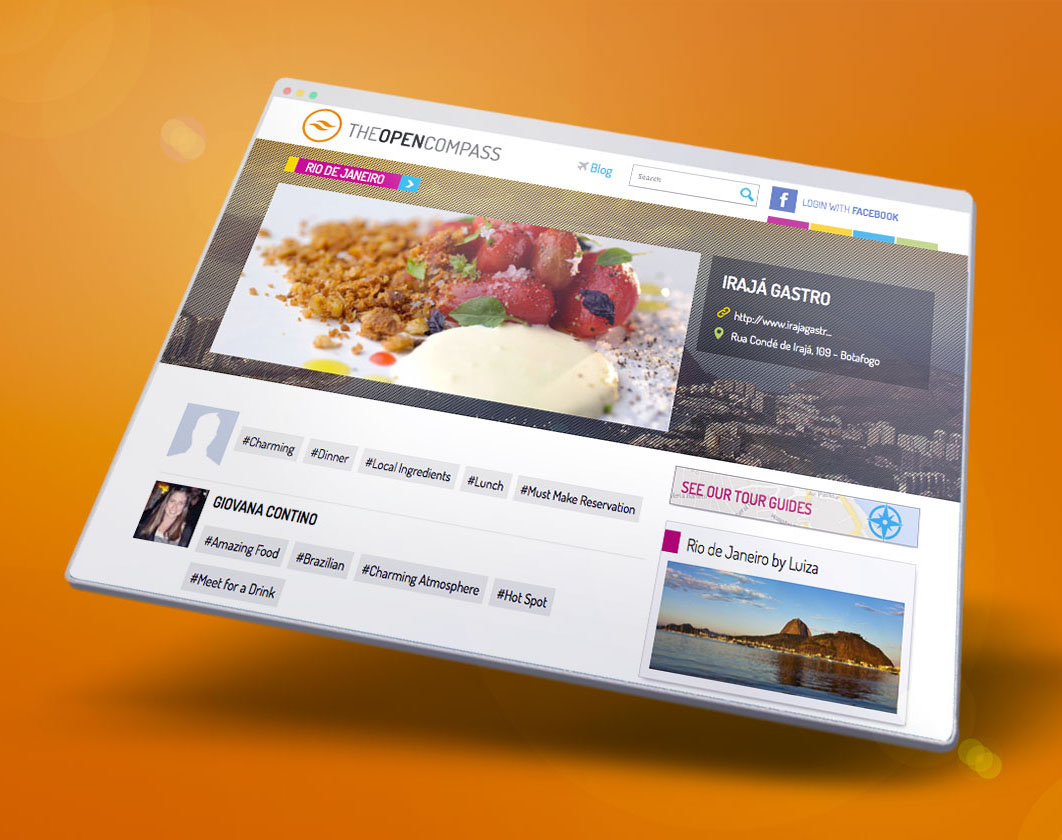 THEOPENCOMPASS
Blog
Search
f LOGIN WITH FACEBOOK
RIO DE JANEIRO
IRAJÁ GASTRO
http://www.irajagastr...
Rua Condé de Irajá, 109 - Botafogo
#Charming
#Dinner
#Local Ingredients
#Lunch
#Must Make Reservation
GIOVANA CONTINO
#Amazing Food
#Brazilian
#Charming Atmosphere
#Hot Spot
#Meet for a Drink
SEE OUR TOUR GUIDES
Rio de Janeiro by Luiza